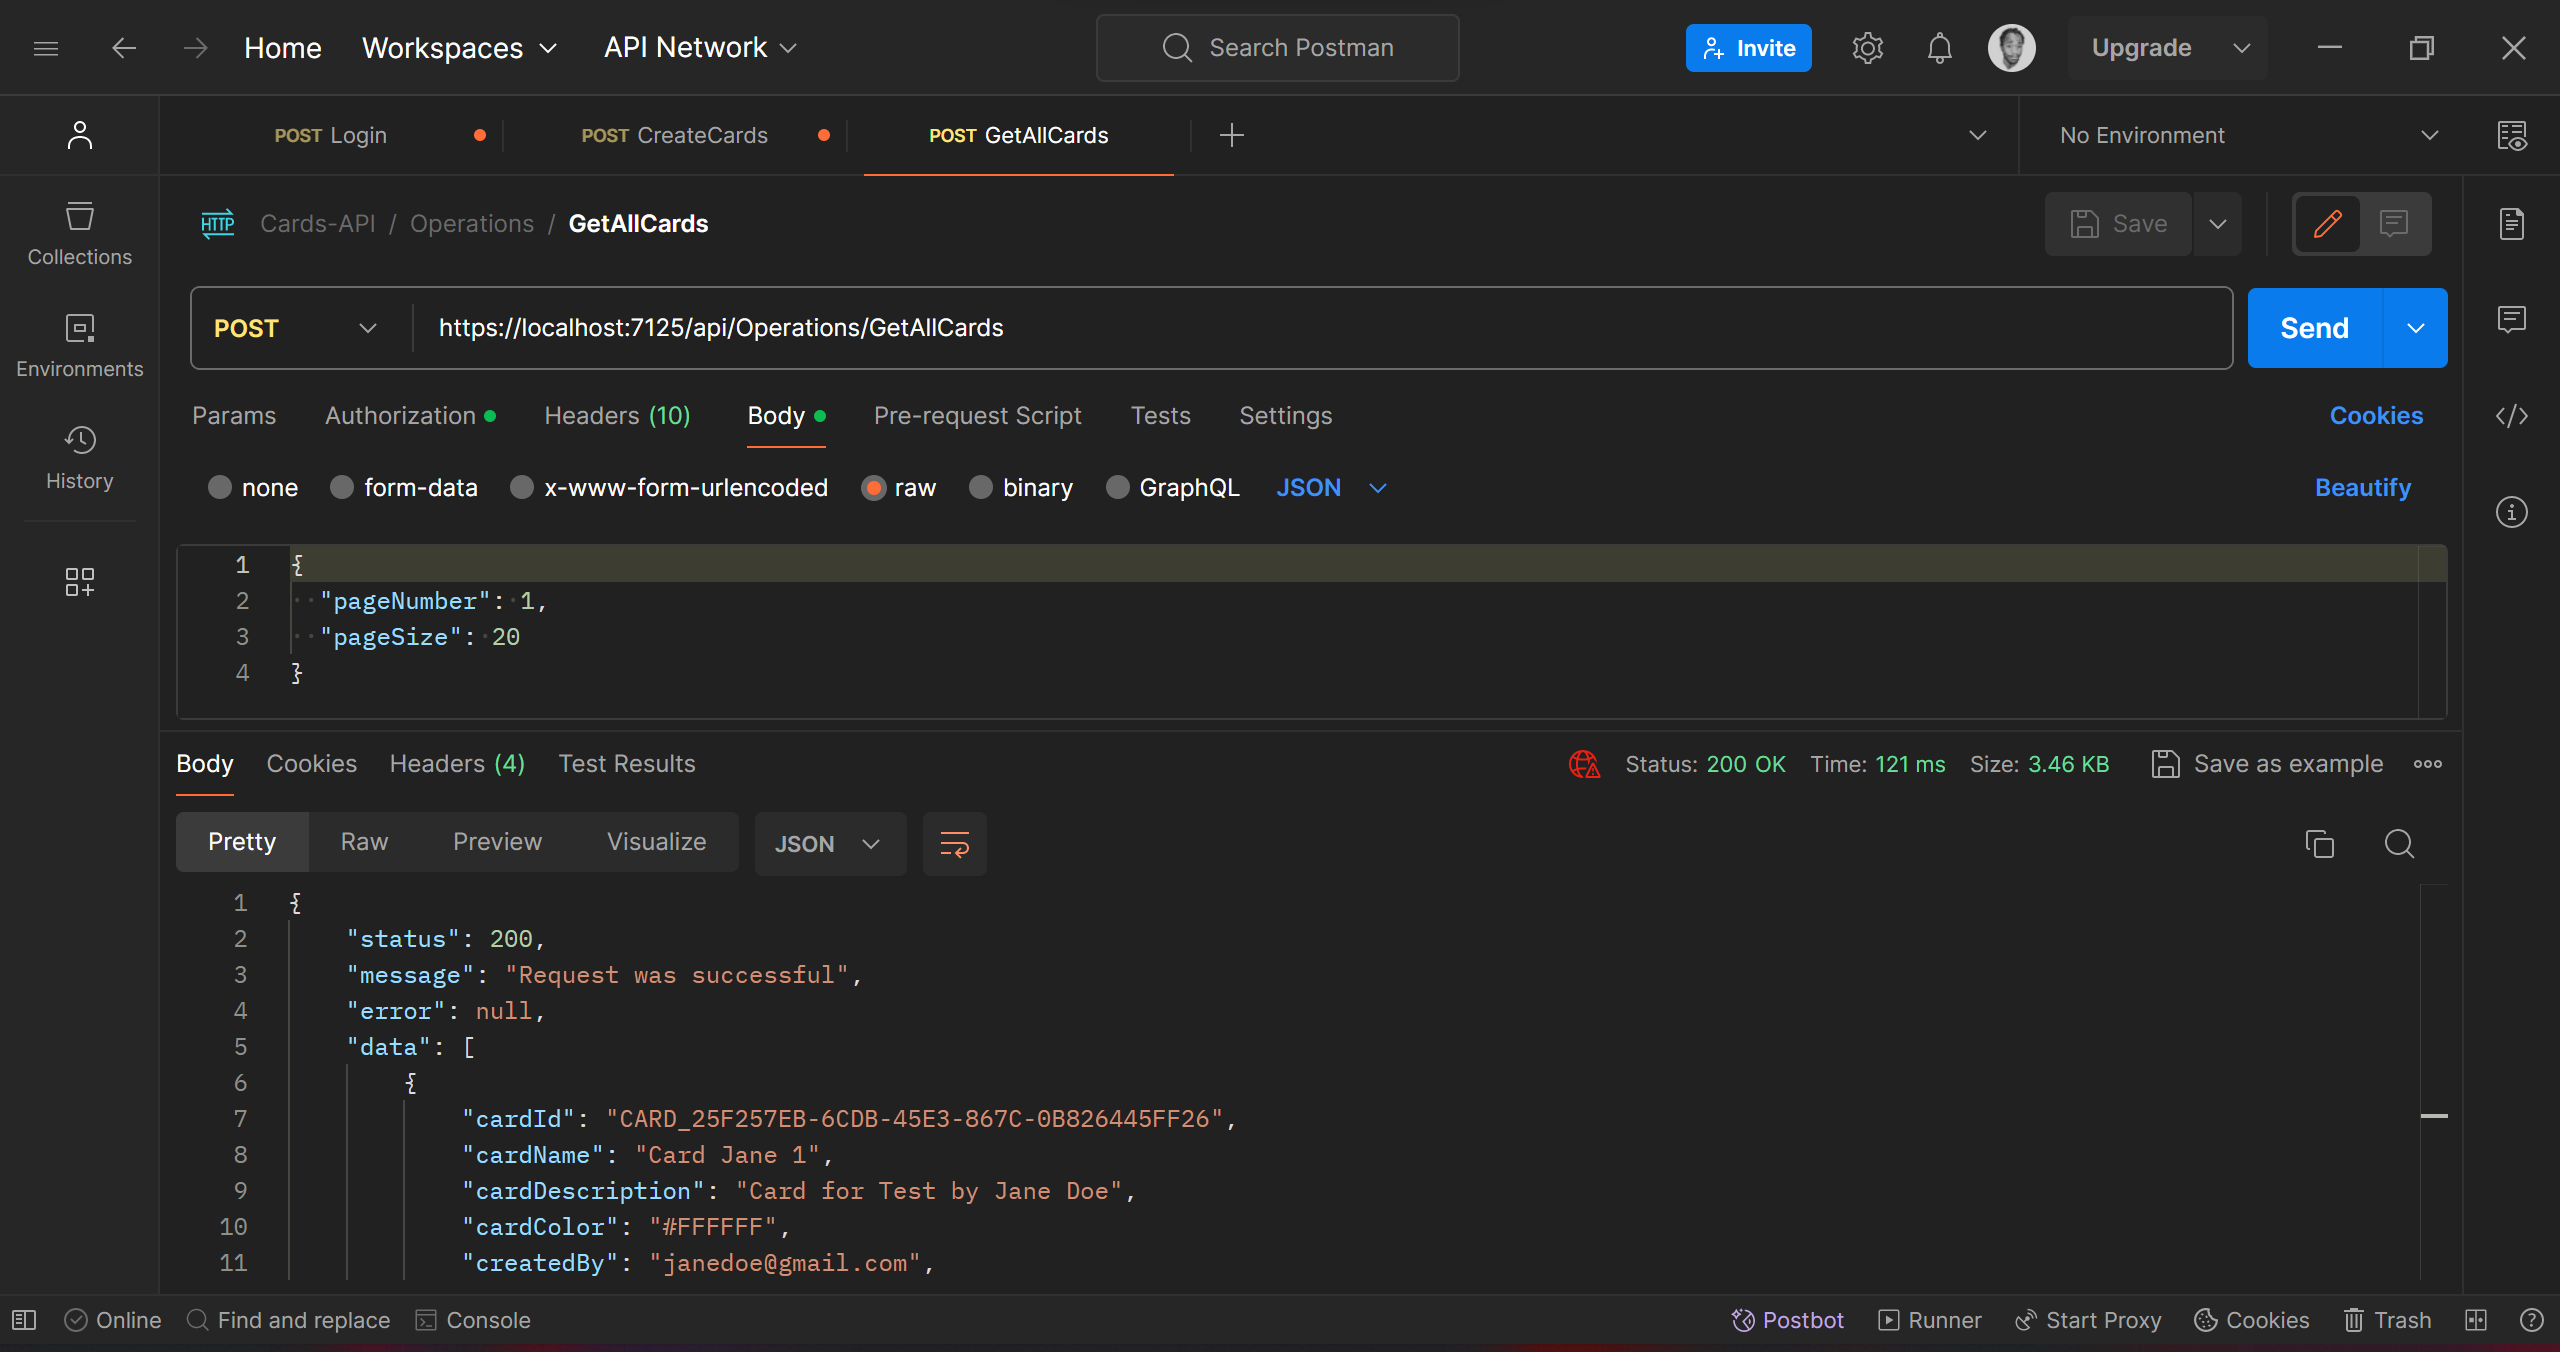 Home Workspaces API Network Search Postman Invite Upgrade
POST Login POST CreateCards POST GetAllCards No Environment
Collections
Environments
History
HTTP Cards-API / Operations / GetAllCards Save
POST https://localhost:7125/api/Operations/GetAllCards Send
Params Authorization Headers (10) Body Pre-request Script Tests Settings Cookies
none form-data x-www-form-urlencoded raw binary GraphQL JSON Beautify
1 {
2 "pageNumber": 1,
3 "pageSize": 20
4 }
Body Cookies Headers (4) Test Results Status: 200 OK Time: 121 ms Size: 3.46 KB Save as example
Pretty Raw Preview Visualize JSON
1 {
2 "status": 200,
3 "message": "Request was successful",
4 "error": null,
5 "data": [
6 {
7 "cardId": "CARD_25F257EB-6CDB-45E3-867C-0B826445FF26",
8 "cardName": "Card Jane 1",
9 "cardDescription": "Card for Test by Jane Doe",
10 "cardColor": "#FFFFFF",
11 "createdBy": "janedoe@gmail.com",
Online Find and replace Console Postbot Runner Start Proxy Cookies Trash